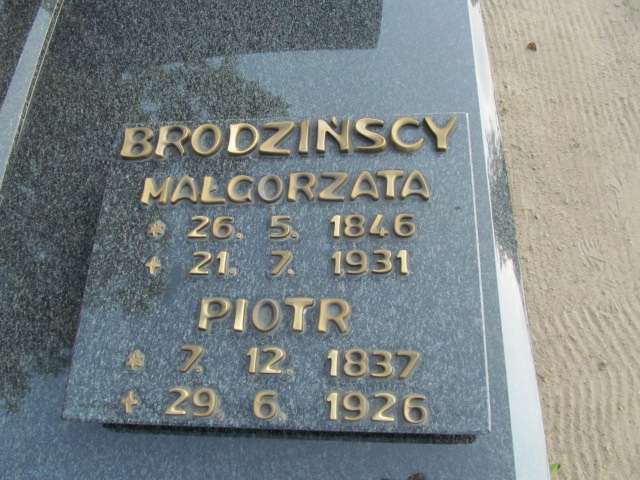 BRODZIŃSCY
MAŁGORZATA
* 26. 5. 1846
+ 21. 7. 1931
PIOTR
* 7. 12. 1837
+ 29. 6. 1926